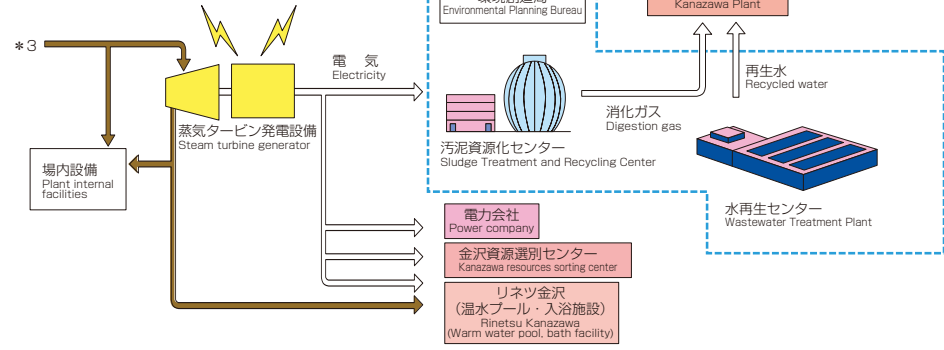 環境創造局
Environmental Planning Bureau
Kanazawa Plant
*3
電 気
Electricity
再生水
Recycled water
消化ガス
Digestion gas
蒸気タービン発電設備
Steam turbine generator
汚泥資源化センター
Sludge Treatment and Recycling Center
場内設備
Plant internal
facilities
水再生センター
Wastewater Treatment Plant
電力会社
Power company
金沢資源選別センター
Kanazawa resources sorting center
リネツ金沢
(温水プール・入浴施設)
Rinetsu Kanazawa
(Warm water pool, bath facility)